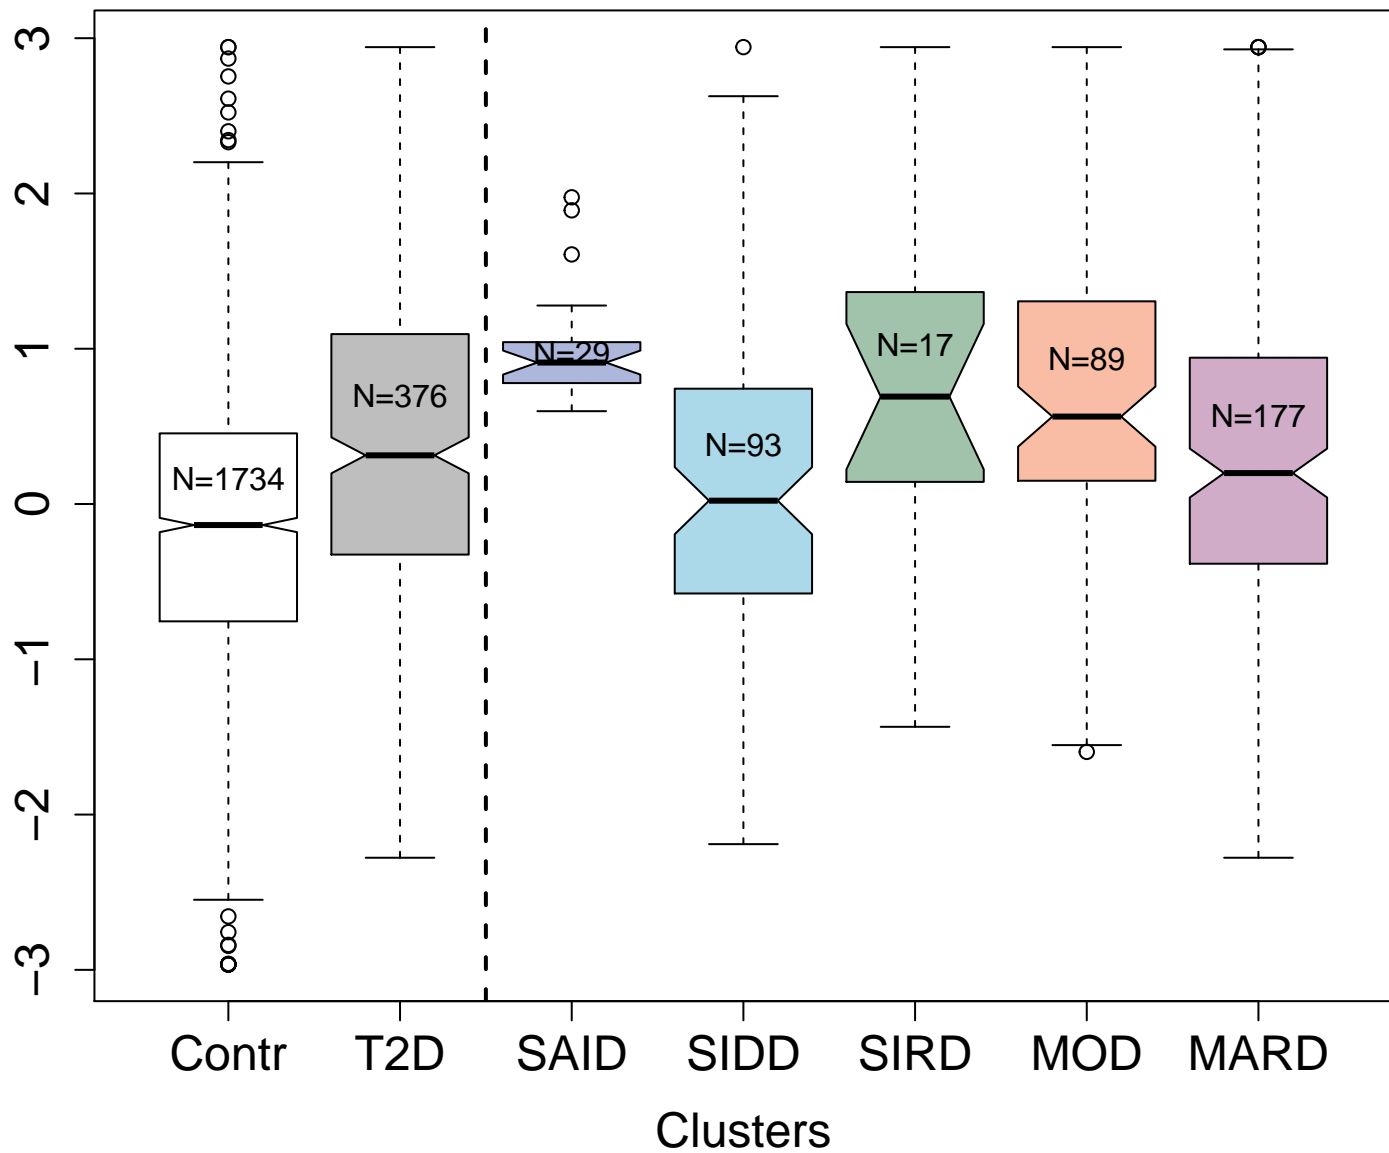 3
2
1
0
−1
−2
−3
N=1734
N=376
N=29
N=93
N=17
N=89
N=177
Contr T2D SAID SIDD SIRD MOD MARD
Clusters